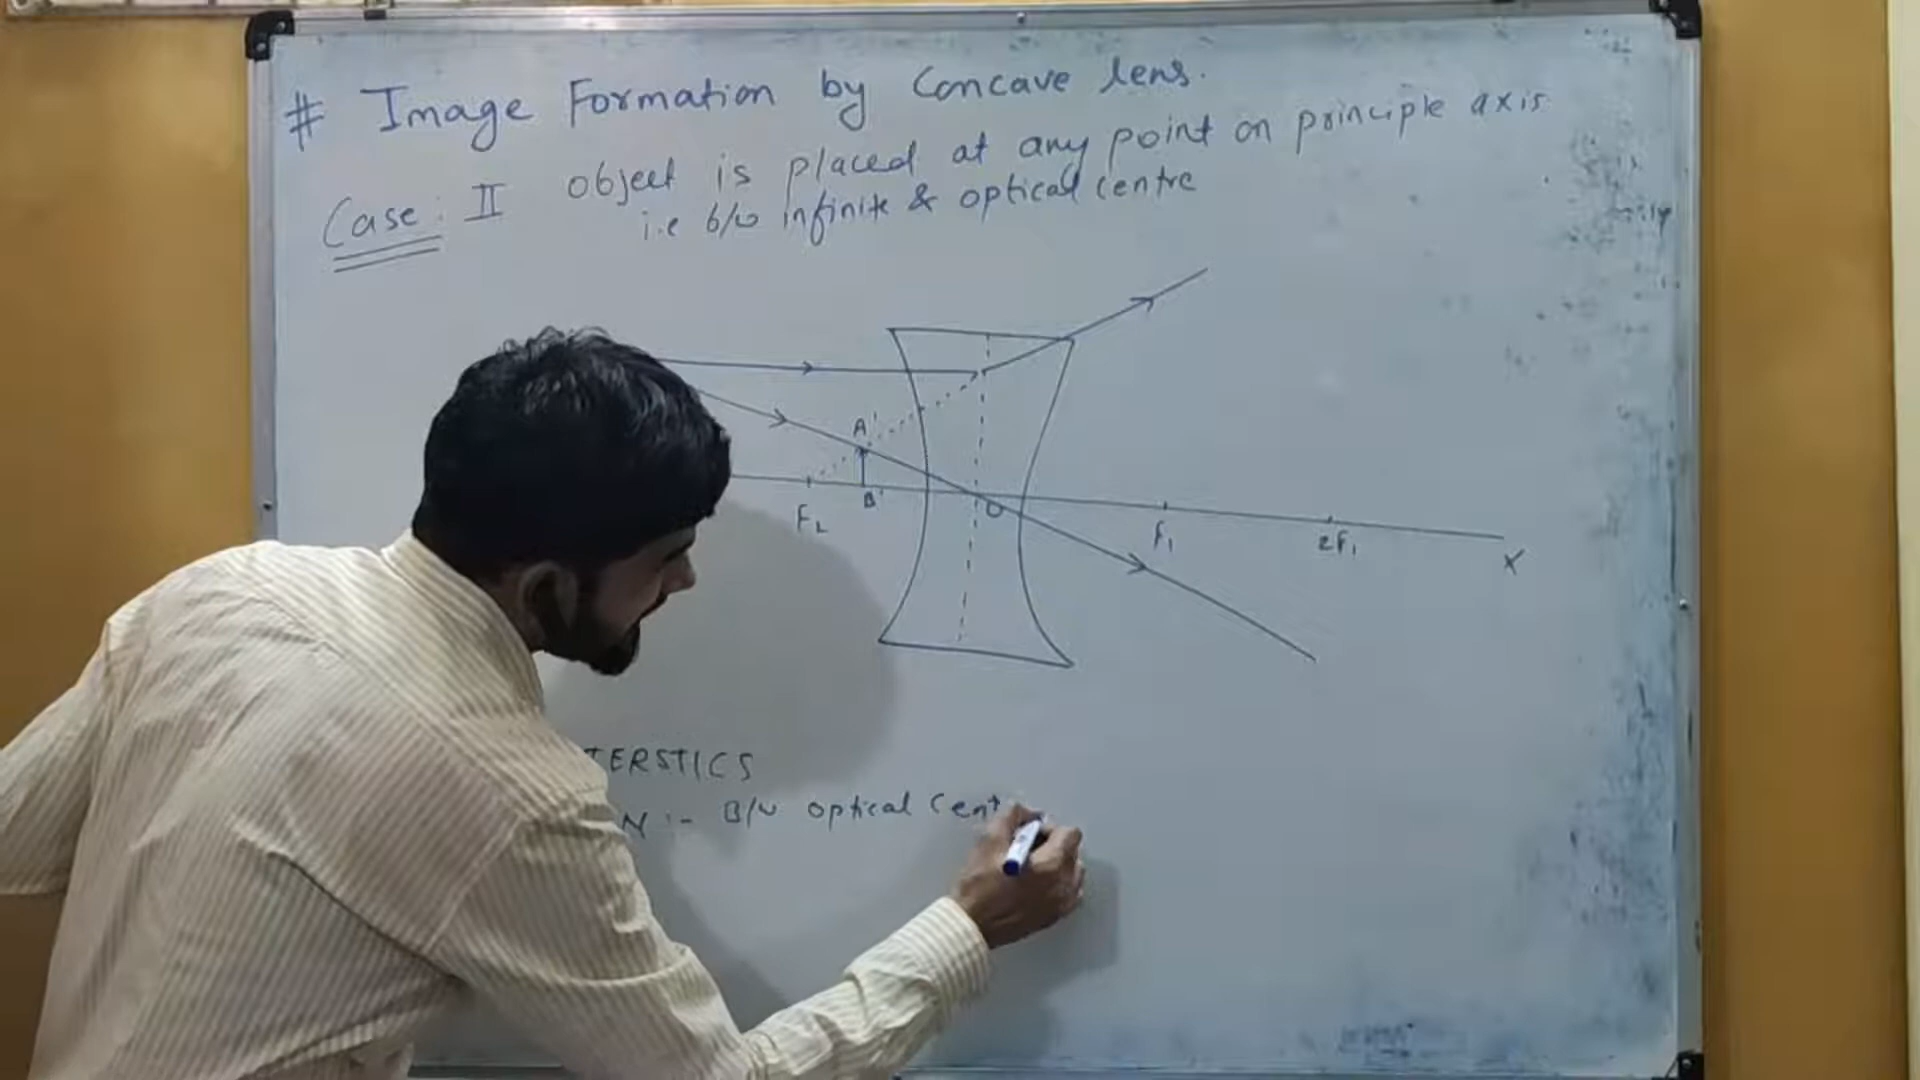 # Image Formation by Concave lens.
Case: II object is placed at any point on principle axis
i.e b/w infinite & optical centre
A'
B'
F₂
O
F₁
2F₁
X
TERSTICS
N :- B/w optical Cent